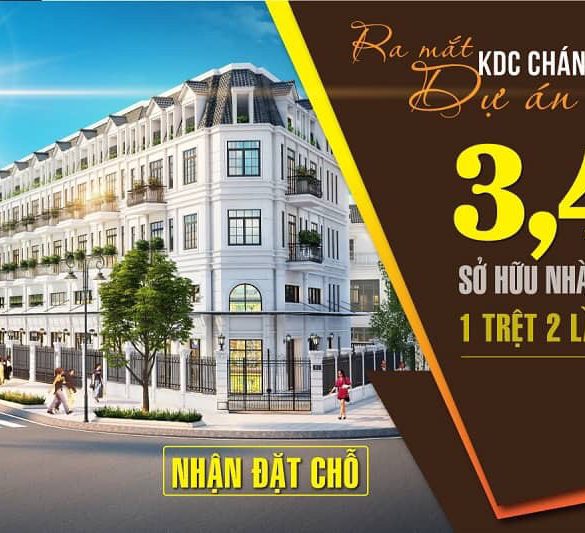 Ra mắt
KDC CHÁN
Dự án
3,4
SỞ HỮU NHÀ
1 TRỆT 2 L
NHẬN ĐẶT CHỖ